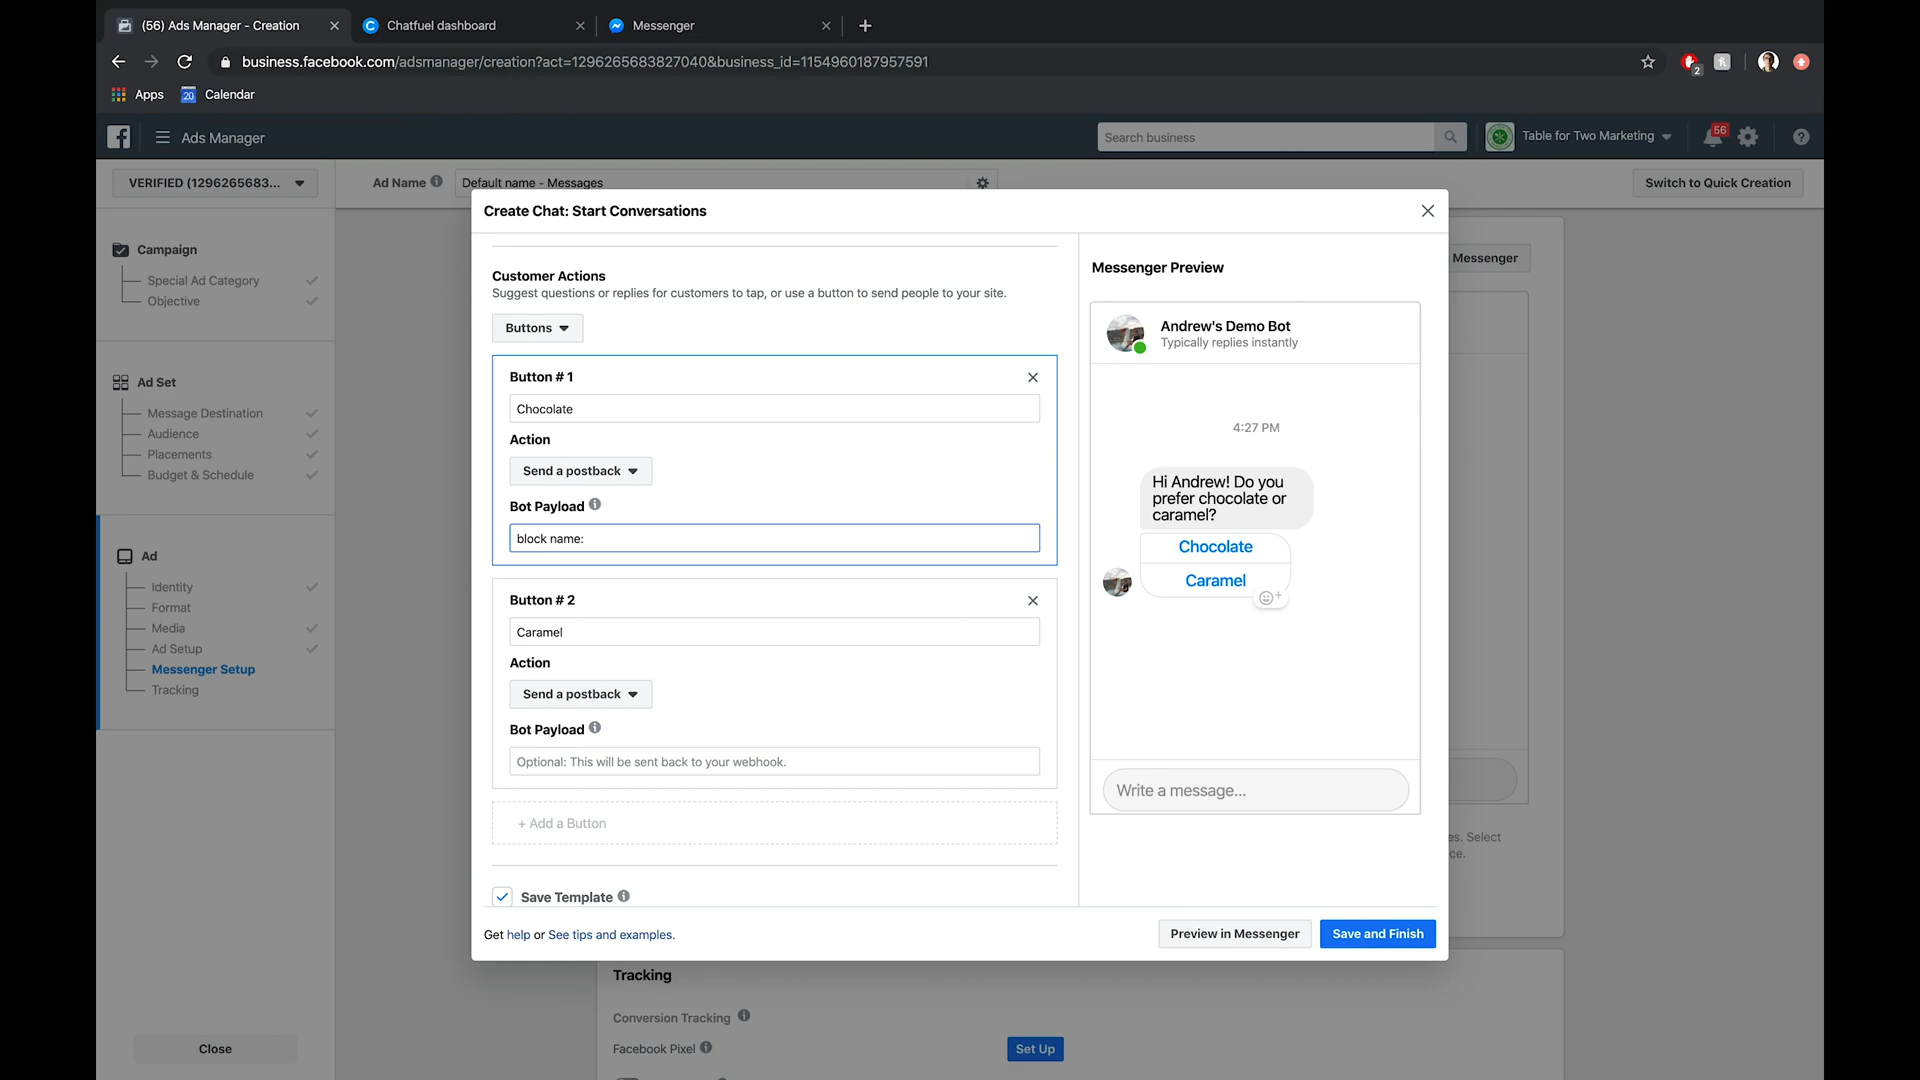 (56) Ads Manager - Creation
Chatfuel dashboard
Messenger
business.facebook.com/adsmanager/creation?act=1296265683827040&business_id=1154960187957591
2
Apps
20
Calendar
Ads Manager
Search business
Table for Two Marketing
56
VERIFIED (1296265683...
Ad Name
Default name - Messages
Switch to Quick Creation
Campaign
Special Ad Category
Objective
Ad Set
Message Destination
Audience
Placements
Budget & Schedule
Ad
Identity
Format
Media
Ad Setup
Messenger Setup
Tracking
Close
Create Chat: Start Conversations
Customer Actions
Suggest questions or replies for customers to tap, or use a button to send people to your site.
Buttons
Button # 1
Chocolate
Action
Send a postback
Bot Payload
block name:
Button # 2
Caramel
Action
Send a postback
Bot Payload
Optional: This will be sent back to your webhook.
+ Add a Button
Save Template
Get help or See tips and examples.
Messenger Preview
Andrew's Demo Bot
Typically replies instantly
4:27 PM
Hi Andrew! Do you
prefer chocolate or
caramel?
Chocolate
Caramel
Write a message...
Preview in Messenger
Save and Finish
Messenger
es. Select
ce.
Tracking
Conversion Tracking
Facebook Pixel
Set Up